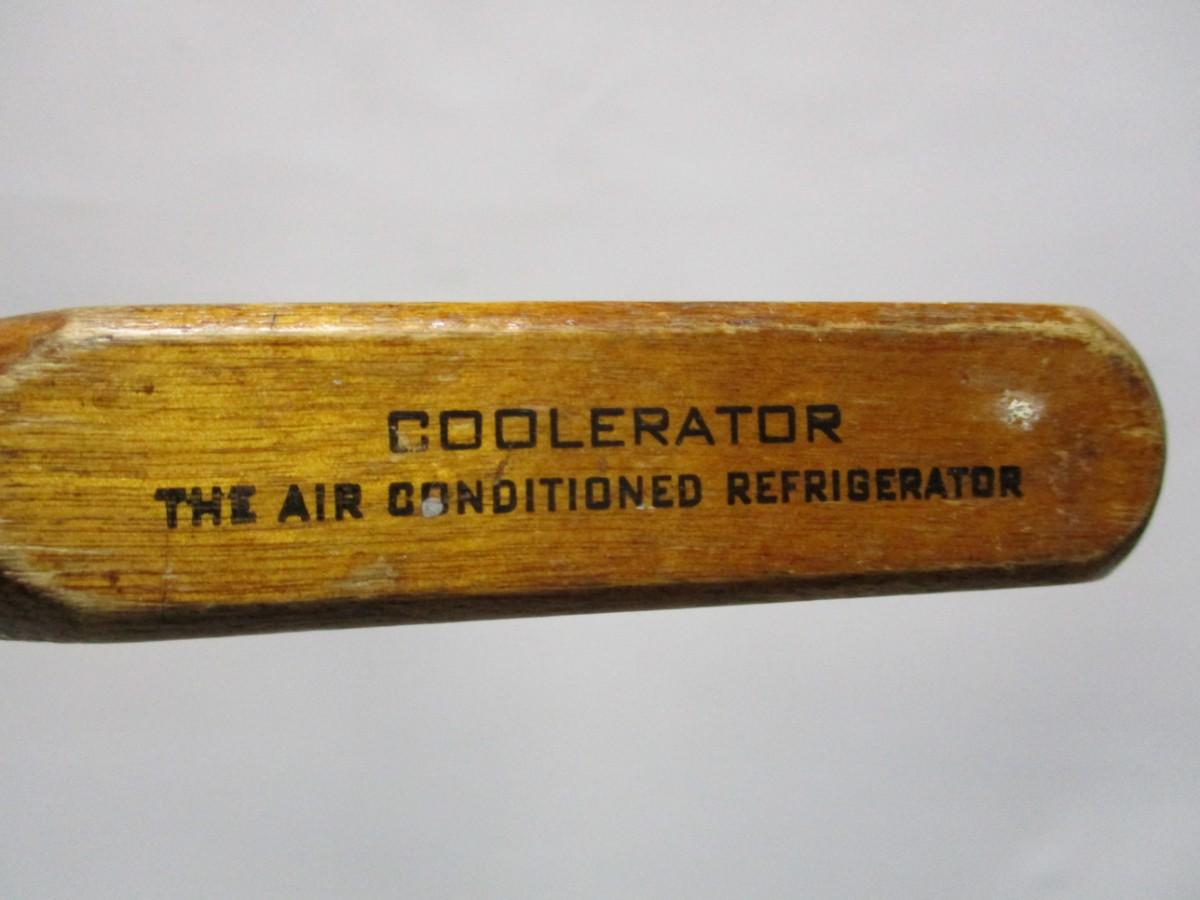 COOLERATOR
THE AIR CONDITIONED REFRIGERATOR